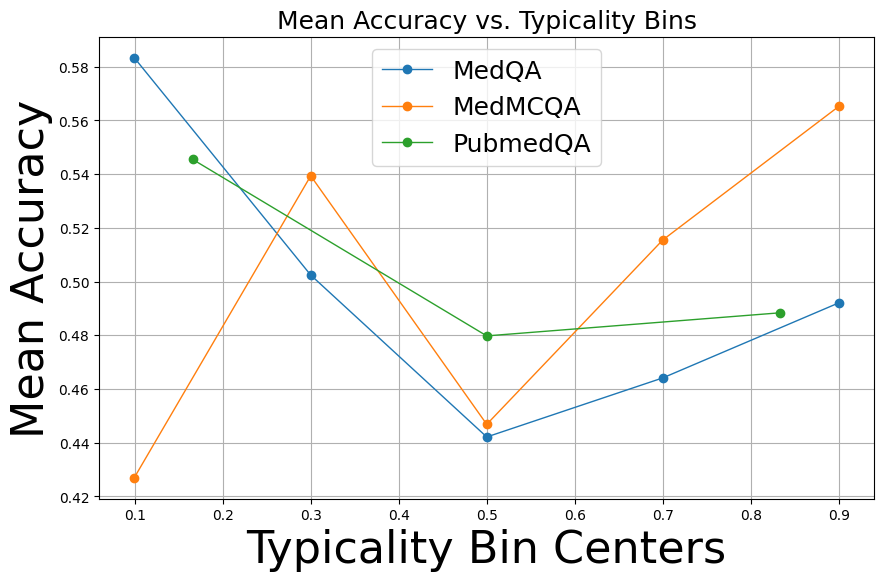 Mean Accuracy vs. Typicality Bins
MedQA
MedMCQA
PubmedQA
Mean Accuracy
0.58
0.56
0.54
0.52
0.50
0.48
0.46
0.44
0.42
0.1 0.2 0.3 0.4 0.5 0.6 0.7 0.8 0.9
Typicality Bin Centers